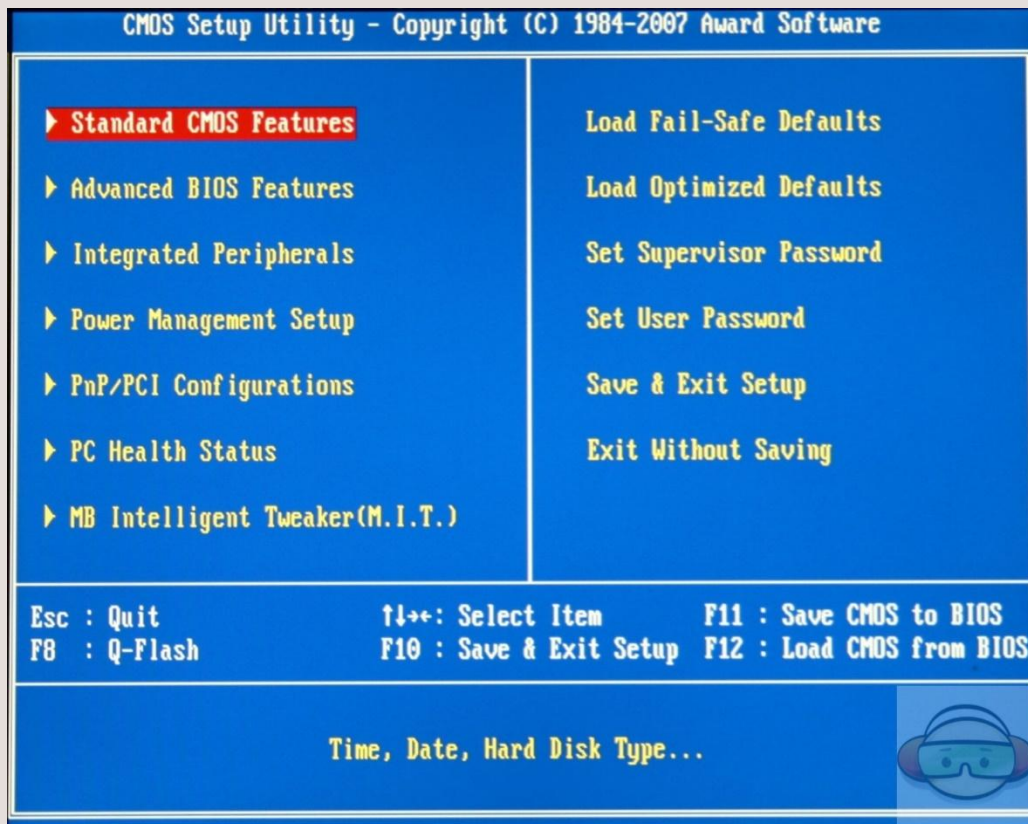 CMOS Setup Utility - Copyright (C) 1984-2007 Award Software
Standard CMOS Features
Advanced BIOS Features
Integrated Peripherals
Power Management Setup
PnP/PCI Configurations
PC Health Status
MB Intelligent Tweaker(M.I.T.)
Load Fail-Safe Defaults
Load Optimized Defaults
Set Supervisor Password
Set User Password
Save & Exit Setup
Exit Without Saving
Esc : Quit
F8 : Q-Flash
↑↓→←: Select Item
F10 : Save & Exit Setup
F11 : Save CMOS to BIOS
F12 : Load CMOS from BIOS
Time, Date, Hard Disk Type...